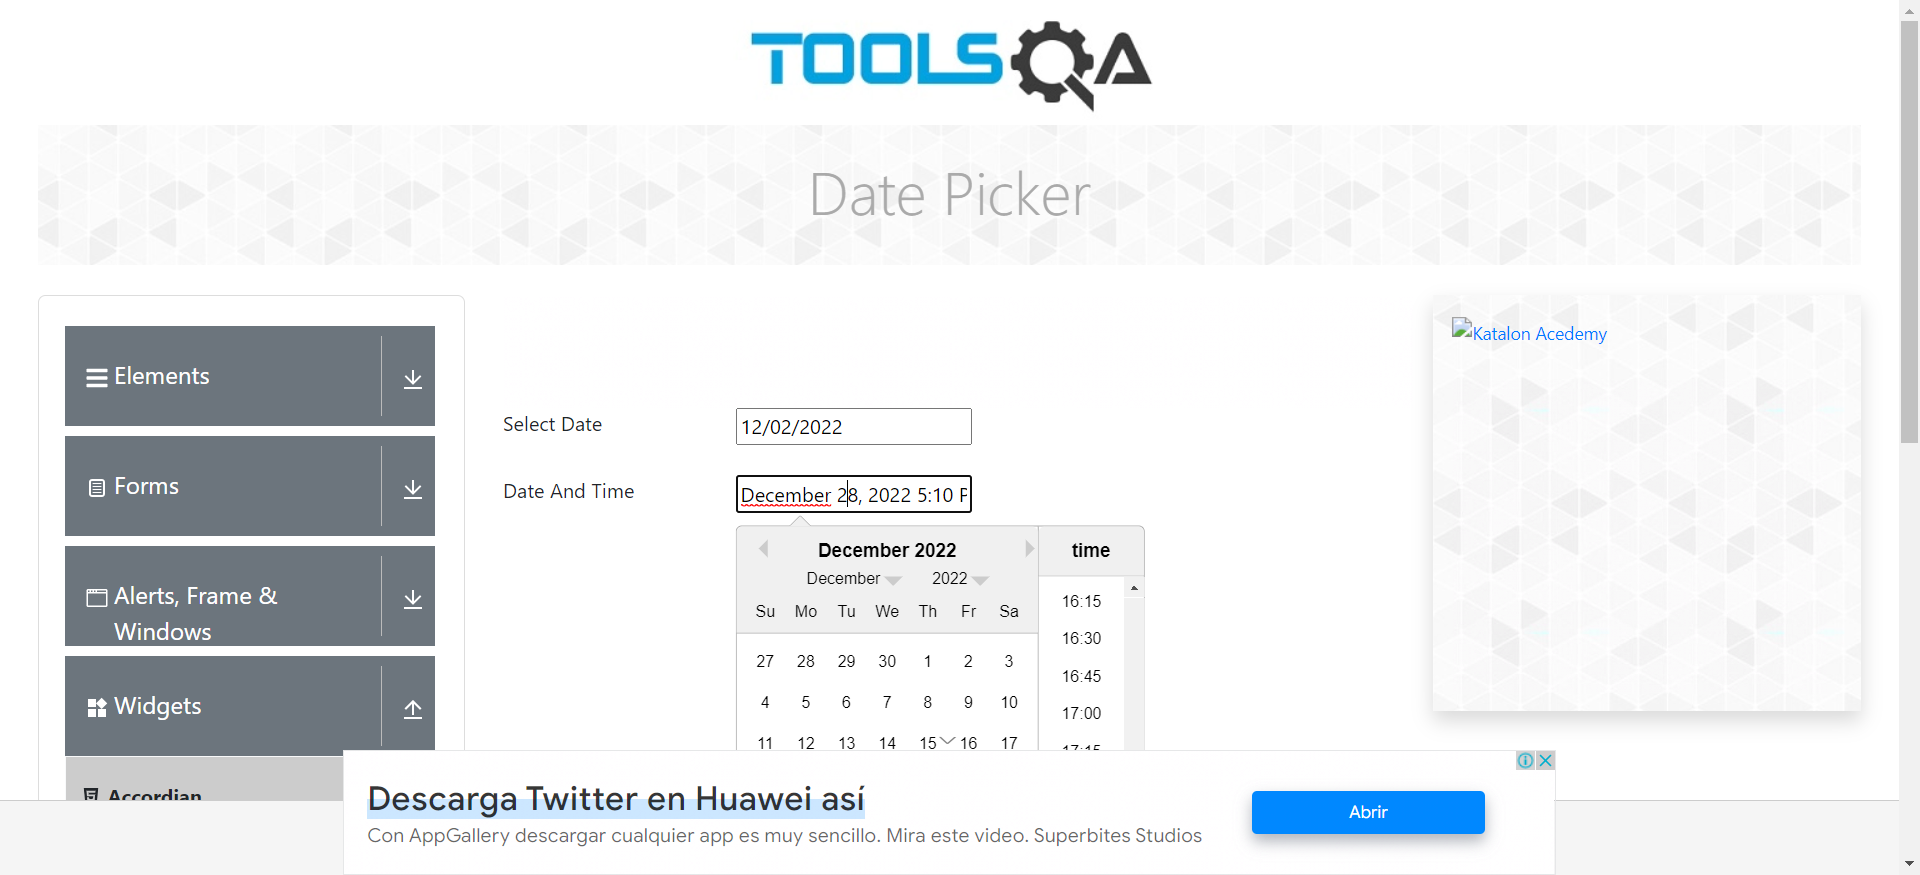 TOOLSQA
Date Picker
Elements
Forms
Alerts, Frame &
Windows
Widgets
Accordian
Select Date
12/02/2022
Date And Time
December 28, 2022 5:10 P
December 2022
December 2022
Su Mo Tu We Th Fr Sa
27 28 29 30 1 2 3
4 5 6 7 8 9 10
11 12 13 14 15 16 17
time
16:15
16:30
16:45
17:00
17:15
Katalon Acedemy
Descarga Twitter en Huawei así
Con AppGallery descargar cualquier app es muy sencillo. Mira este video. Superbites Studios
Abrir